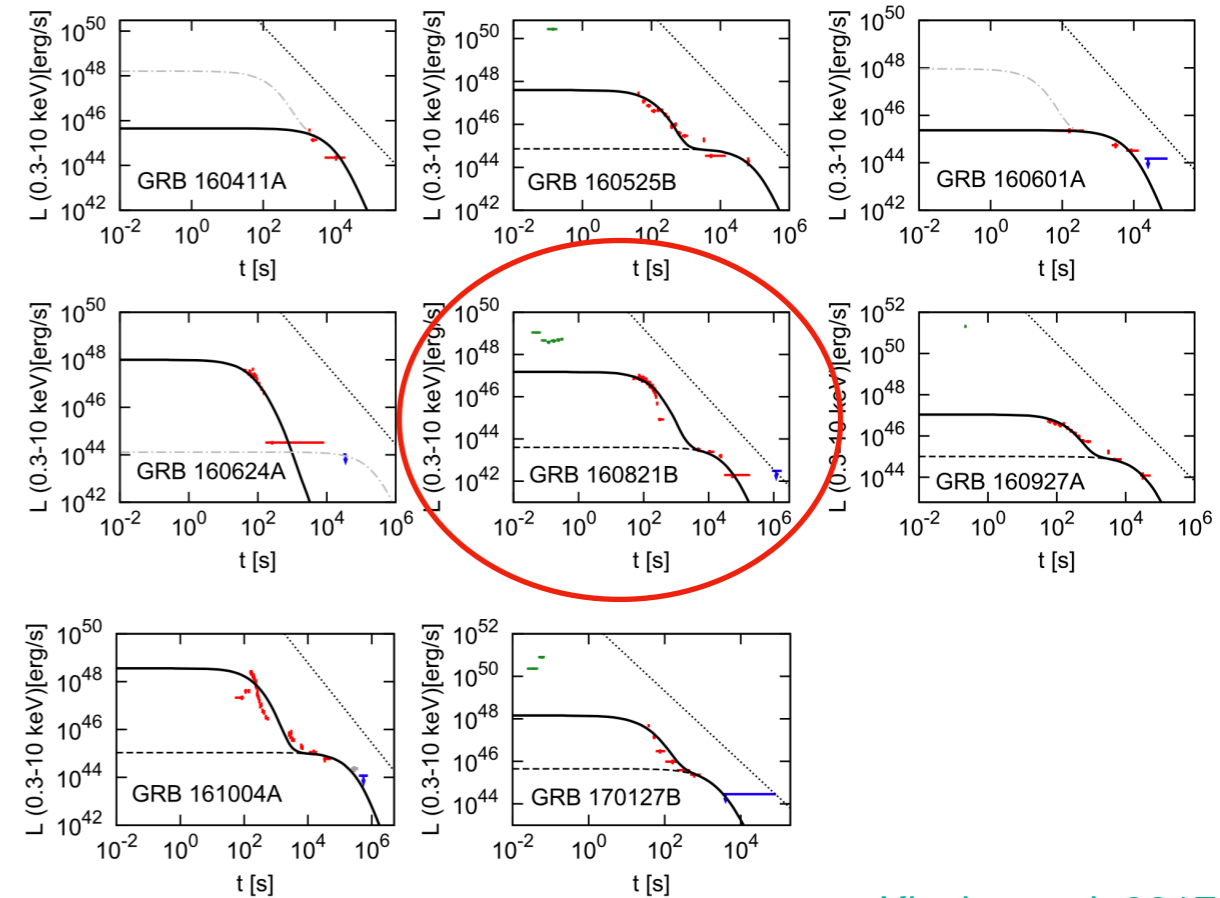 L (0.3-10 keV)[erg/s]
10^50
10^48
10^46
10^44
10^42
GRB 160411A
10^-2 10^0 10^2 10^4
t [s]
L (0.3-10 keV)[erg/s]
10^50
10^48
10^46
10^44
10^42
GRB 160525B
10^-2 10^0 10^2 10^4 10^6
t [s]
L (0.3-10 keV)[erg/s]
10^50
10^48
10^46
10^44
10^42
GRB 160601A
10^-2 10^0 10^2 10^4
t [s]
L (0.3-10 keV)[erg/s]
10^50
10^48
10^46
10^44
10^42
GRB 160624A
10^-2 10^0 10^2 10^4 10^6
t [s]
L (0.3-10 keV)[erg/s]
10^50
10^48
10^46
10^44
10^42
GRB 160821B
10^-2 10^0 10^2 10^4 10^6
t [s]
L (0.3-10 keV)[erg/s]
10^52
10^50
10^48
10^46
10^44
GRB 160927A
10^-2 10^0 10^2 10^4 10^6
t [s]
L (0.3-10 keV)[erg/s]
10^50
10^48
10^46
10^44
10^42
GRB 161004A
10^-2 10^0 10^2 10^4 10^6
t [s]
L (0.3-10 keV)[erg/s]
10^52
10^50
10^48
10^46
10^44
GRB 170127B
10^-2 10^0 10^2 10^4
t [s]